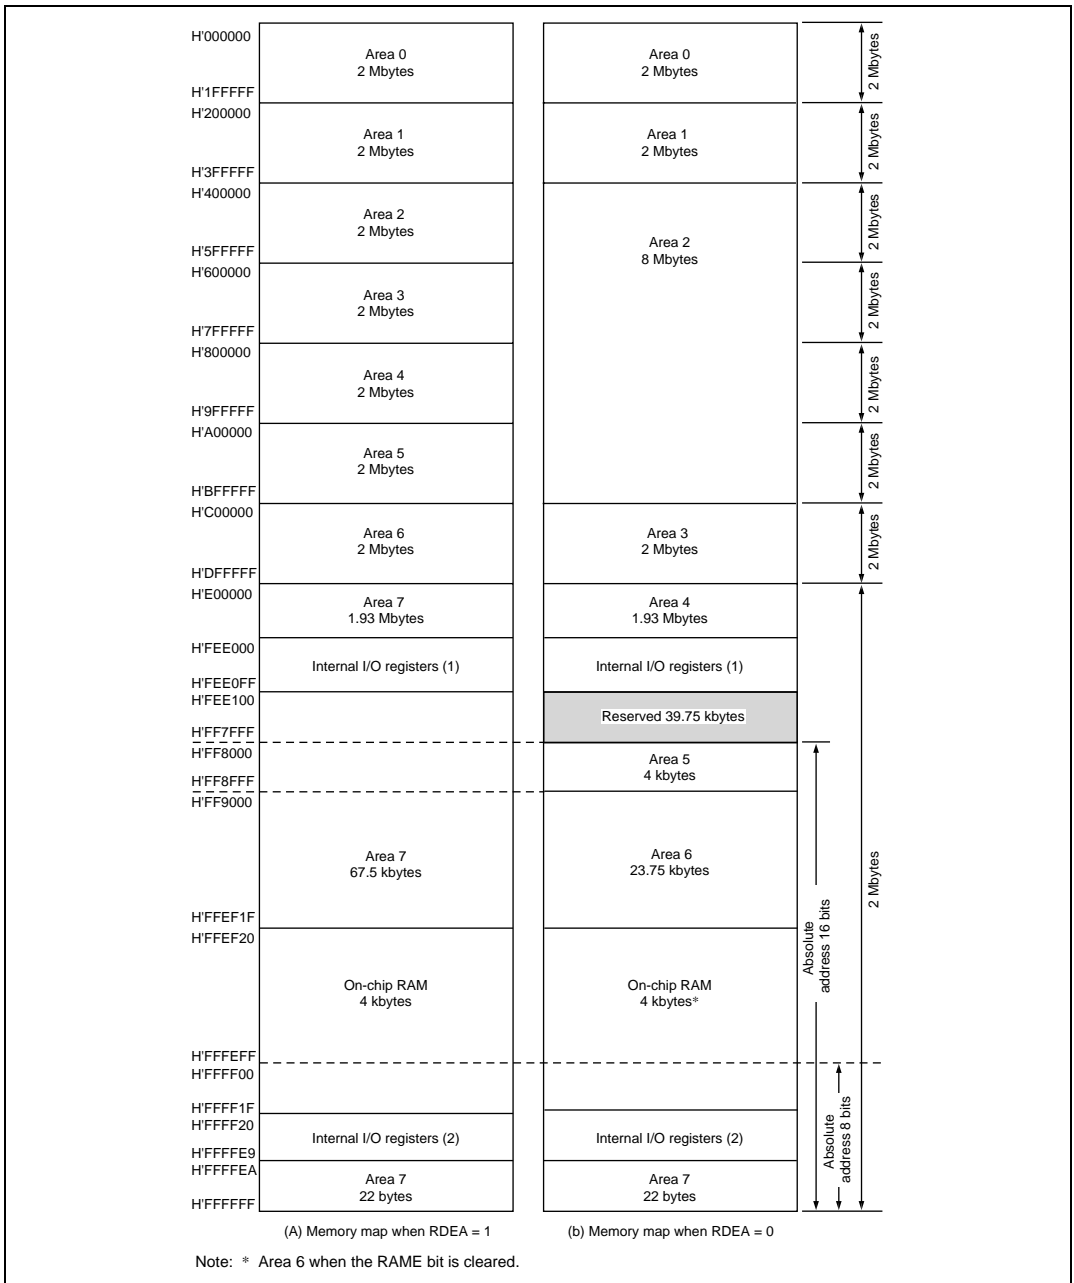 H'000000
Area 0
2 Mbytes
Area 0
2 Mbytes
2 Mbytes
H'1FFFFF
H'200000
Area 1
2 Mbytes
Area 1
2 Mbytes
2 Mbytes
H'3FFFFF
H'400000
Area 2
2 Mbytes
Area 2
8 Mbytes
2 Mbytes
H'5FFFFF
H'600000
Area 3
2 Mbytes
2 Mbytes
H'7FFFFF
H'800000
Area 4
2 Mbytes
2 Mbytes
H'9FFFFF
H'A00000
Area 5
2 Mbytes
2 Mbytes
H'BFFFFF
H'C00000
Area 6
2 Mbytes
Area 3
2 Mbytes
2 Mbytes
H'DFFFFF
H'E00000
Area 7
1.93 Mbytes
Area 4
1.93 Mbytes
H'FEE000
Internal I/O registers (1)
Internal I/O registers (1)
H'FEE0FF
H'FEE100
Reserved 39.75 kbytes
H'FF7FFF
H'FF8000
Area 5
4 kbytes
H'FF8FFF
H'FF9000
Area 7
67.5 kbytes
Area 6
23.75 kbytes
2 Mbytes
H'FFEF1F
H'FFEF20
Absolute
address 16 bits
On-chip RAM
4 kbytes
On-chip RAM
4 kbytes*
H'FFFEFF
H'FFFF00
H'FFFF1F
H'FFFF20
Internal I/O registers (2)
Internal I/O registers (2)
Absolute
address 8 bits
H'FFFFE9
H'FFFFEA
Area 7
22 bytes
Area 7
22 bytes
H'FFFFFF
(A) Memory map when RDEA = 1
(b) Memory map when RDEA = 0
Note: * Area 6 when the RAME bit is cleared.